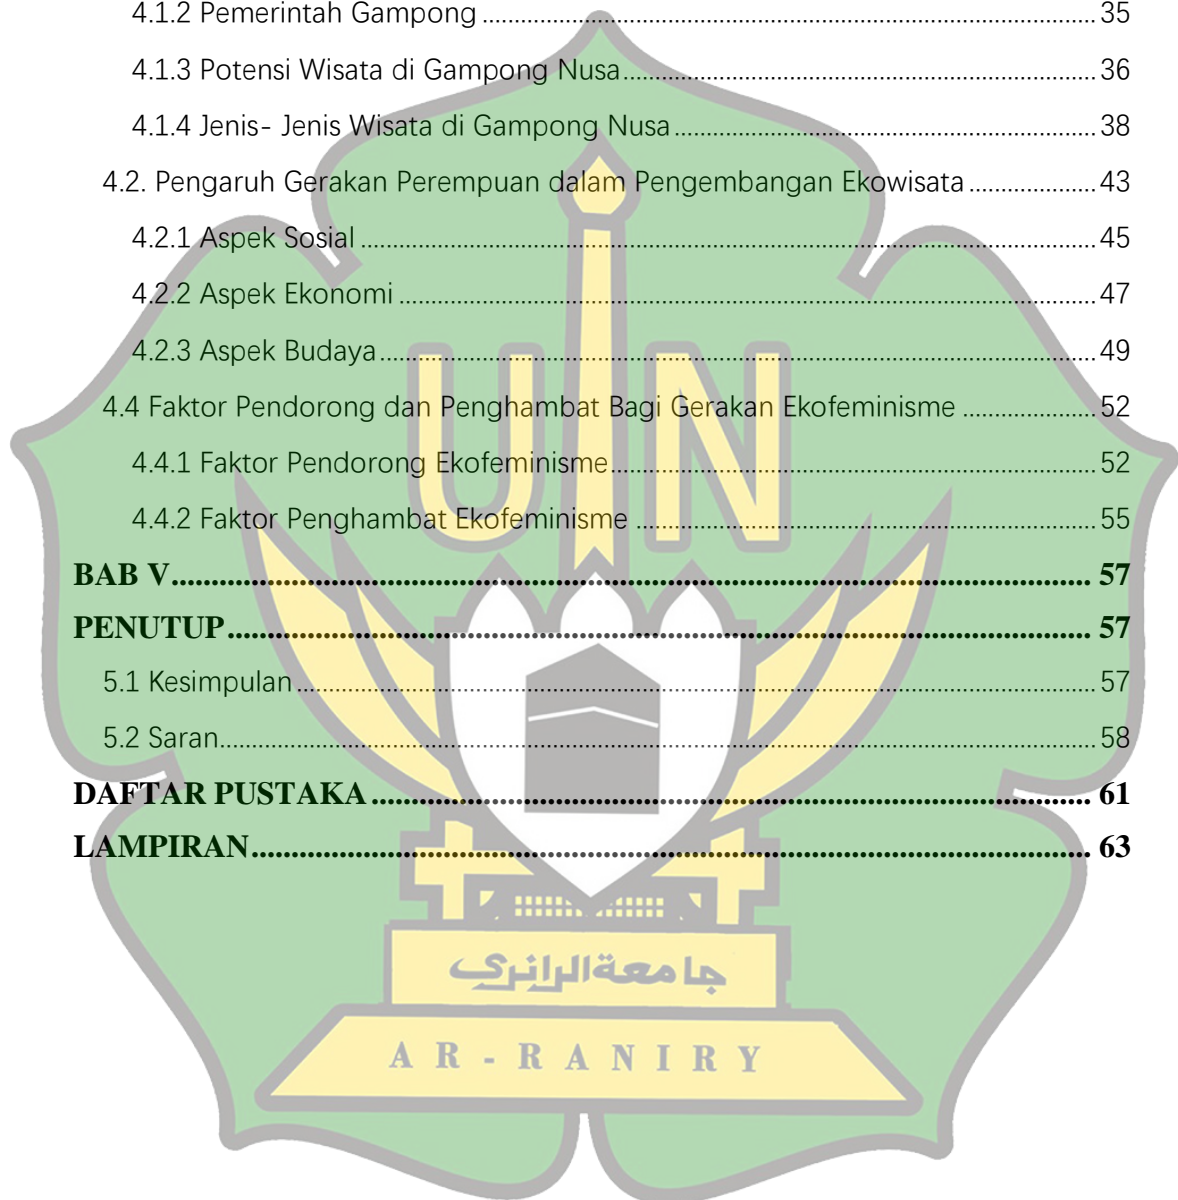 4.1.2 Pemerintah Gampong ........................................................................................ 35
4.1.3 Potensi Wisata di Gampong Nusa .................................................................... 36
4.1.4 Jenis- Jenis Wisata di Gampong Nusa ............................................................. 38
4.2. Pengaruh Gerakan Perempuan dalam Pengembangan Ekowisata .................. 43
4.2.1 Aspek Sosial ......................................................................................................... 45
4.2.2 Aspek Ekonomi .................................................................................................... 47
4.2.3 Aspek Budaya ....................................................................................................... 49
4.4 Faktor Pendorong dan Penghambat Bagi Gerakan Ekofeminisme ................... 52
4.4.1 Faktor Pendorong Ekofeminisme ...................................................................... 52
4.4.2 Faktor Penghambat Ekofeminisme ................................................................... 55
BAB V .................................................................................................................... 57
PENUTUP ............................................................................................................. 57
5.1 Kesimpulan .................................................................................................................. 57
5.2 Saran ............................................................................................................................. 58
DAFTAR PUSTAKA ........................................................................................... 61
LAMPIRAN .......................................................................................................... 63
UIN
جامعة الرانري
AR-RANIRY